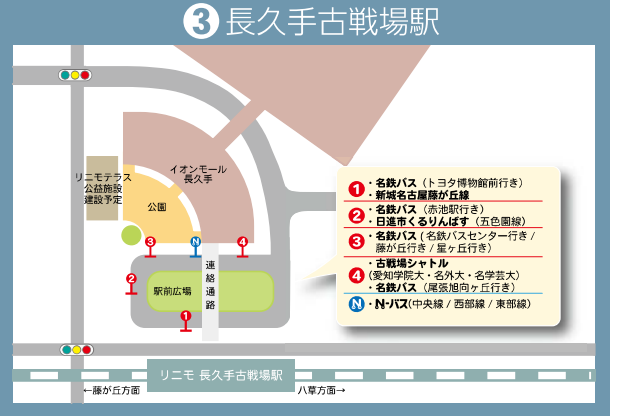 3 長久手古戦場駅
リニモテラス
公益施設
建設予定
イオンモール
長久手
公園
3
N
4
2
1
駅前広場
連絡通路
1 ・名鉄バス（トヨタ博物館前行き）
・新城名古屋藤が丘線
2 ・名鉄バス（赤池駅行き）
・日進市くるりんばす（五色園線）
3 ・名鉄バス(名鉄バスセンター行き/
藤が丘行き/星ヶ丘行き）
4 ・古戦場シャトル
(愛知学院大・名外大・名学芸大）
・名鉄バス（尾張旭向ヶ丘行き）
N ・N-バス(中央線/西部線/東部線）
リニモ 長久手古戦場駅
←藤が丘方面
八草方面→